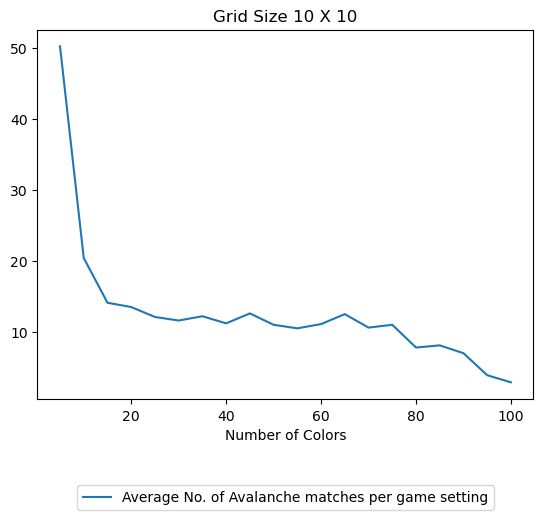 Grid Size 10 X 10
50
40
30
20
10
20 40 60 80 100
Number of Colors
Average No. of Avalanche matches per game setting